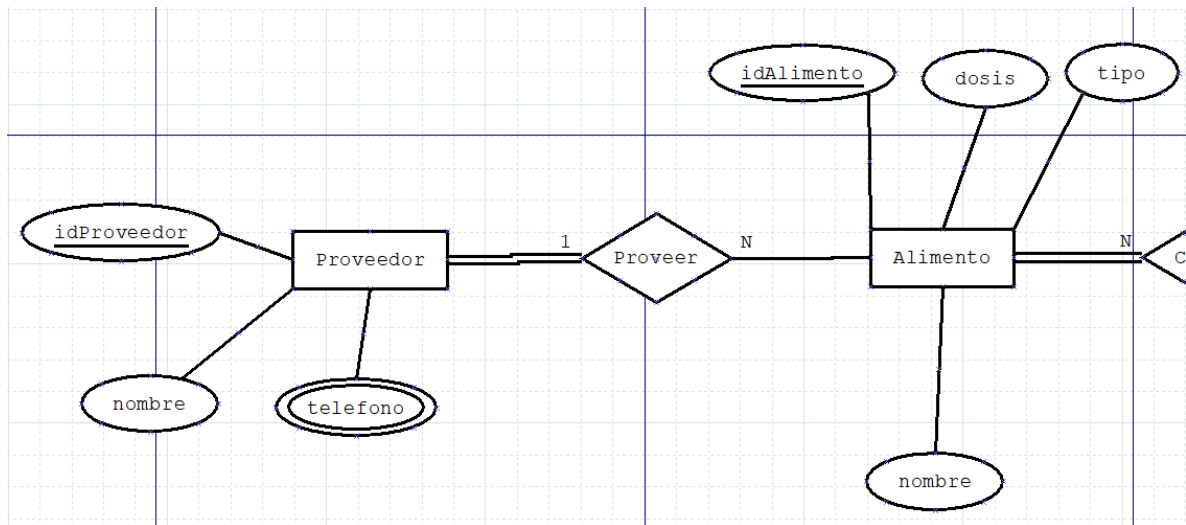 idAlimento
dosis
tipo
idProveedor
Proveedor
1
Proveer
N
Alimento
N
C
nombre
telefono
nombre